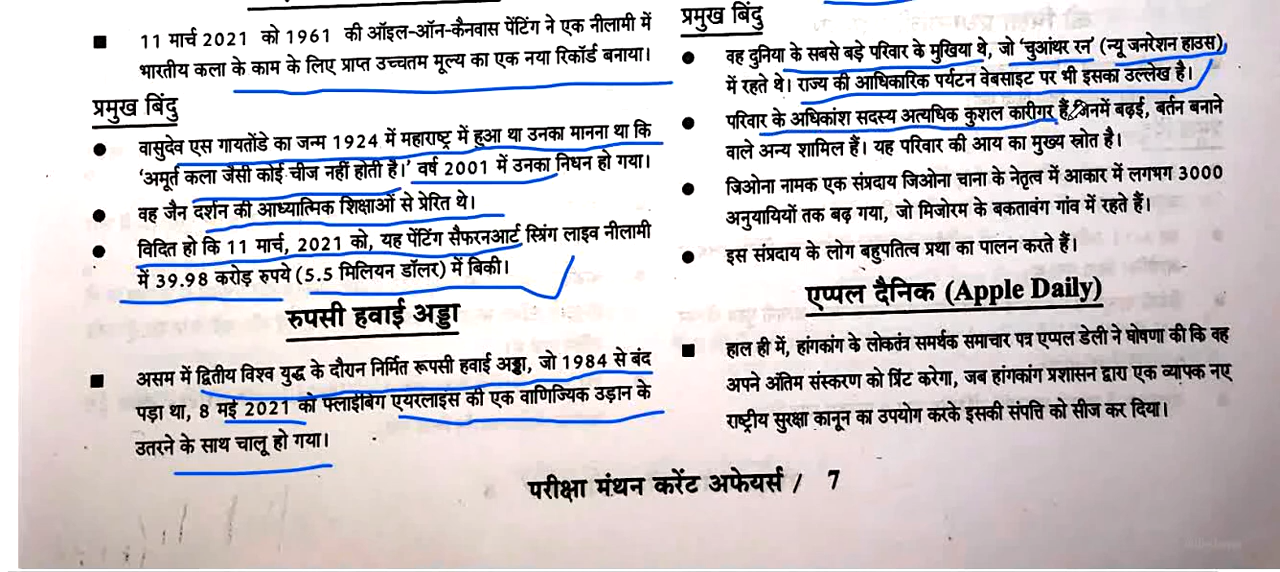 11 मार्च 2021 को 1961 की ऑइल-ऑन-कैनवास पेंटिंग ने एक नीलामी में
भारतीय कला के काम के लिए प्राप्त उच्चतम मूल्य का एक नया रिकॉर्ड बनाया।
प्रमुख बिंदु
वासुदेव एस गायतोंडे का जन्म 1924 में महाराष्ट्र में हुआ था उनका मानना था कि
'अमूर्त कला जैसी कोई चीज नहीं होती है।' वर्ष 2001 में उनका निधन हो गया।
वह जैन दर्शन की आध्यात्मिक शिक्षाओं से प्रेरित थे।
विदित हो कि 11 मार्च, 2021 को, यह पेंटिंग सैफरनआर्ट स्प्रिंग लाइव नीलामी
में 39.98 करोड़ रुपये (5.5 मिलियन डॉलर) में बिकी।
रुपसी हवाई अड्डा
असम में द्वितीय विश्व युद्ध के दौरान निर्मित रूपसी हवाई अड्डा, जो 1984 से बंद
पड़ा था, 8 मई 2021 को फ्लाइबिग एयरलाइंस की एक वाणिज्यिक उड़ान के
उतरने के साथ चालू हो गया।
प्रमुख बिंदु
वह दुनिया के सबसे बड़े परिवार के मुखिया थे, जो 'चुआंथर रन' (न्यू जनरेशन हाउस)
में रहते थे। राज्य की आधिकारिक पर्यटन वेबसाइट पर भी इसका उल्लेख है।
परिवार के अधिकांश सदस्य अत्यधिक कुशल कारीगर हैं, जिनमें बढ़ई, बर्तन बनाने
वाले अन्य शामिल हैं। यह परिवार की आय का मुख्य स्रोत है।
जिओना नामक एक संप्रदाय जिओना चाना के नेतृत्व में आकार में लगभग 3000
अनुयायियों तक बढ़ गया, जो मिजोरम के बकतावंग गांव में रहते हैं।
इस संप्रदाय के लोग बहुपतित्व प्रथा का पालन करते हैं।
एप्पल दैनिक (Apple Daily)
हाल ही में, हांगकांग के लोकतंत्र समर्थक समाचार पत्र एप्पल डेली ने घोषणा की कि वह
अपने अंतिम संस्करण को प्रिंट करेगा, जब हांगकांग प्रशासन द्वारा एक व्यापक नए
राष्ट्रीय सुरक्षा कानून का उपयोग करके इसकी संपत्ति को सीज कर दिया।
परीक्षा मंथन करेंट अफेयर्स / 7